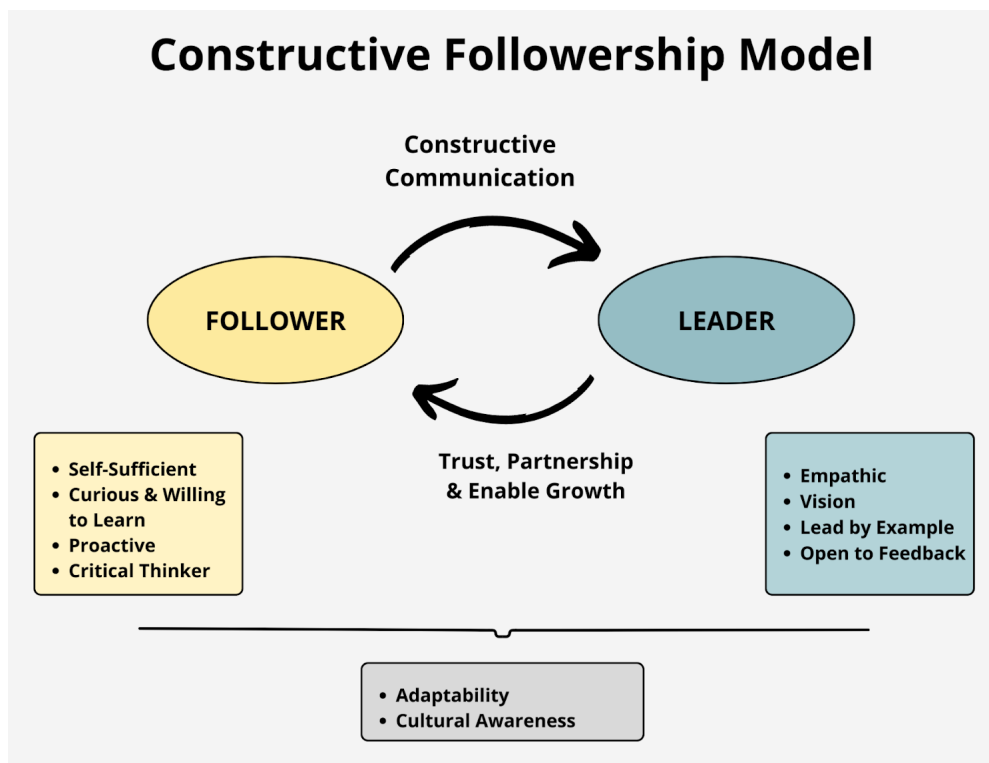 Constructive Followership Model
Constructive
Communication
FOLLOWER
LEADER
Trust, Partnership
& Enable Growth
• Self-Sufficient
• Curious & Willing
to Learn
• Proactive
• Critical Thinker
• Empathic
• Vision
• Lead by Example
• Open to Feedback
• Adaptability
• Cultural Awareness